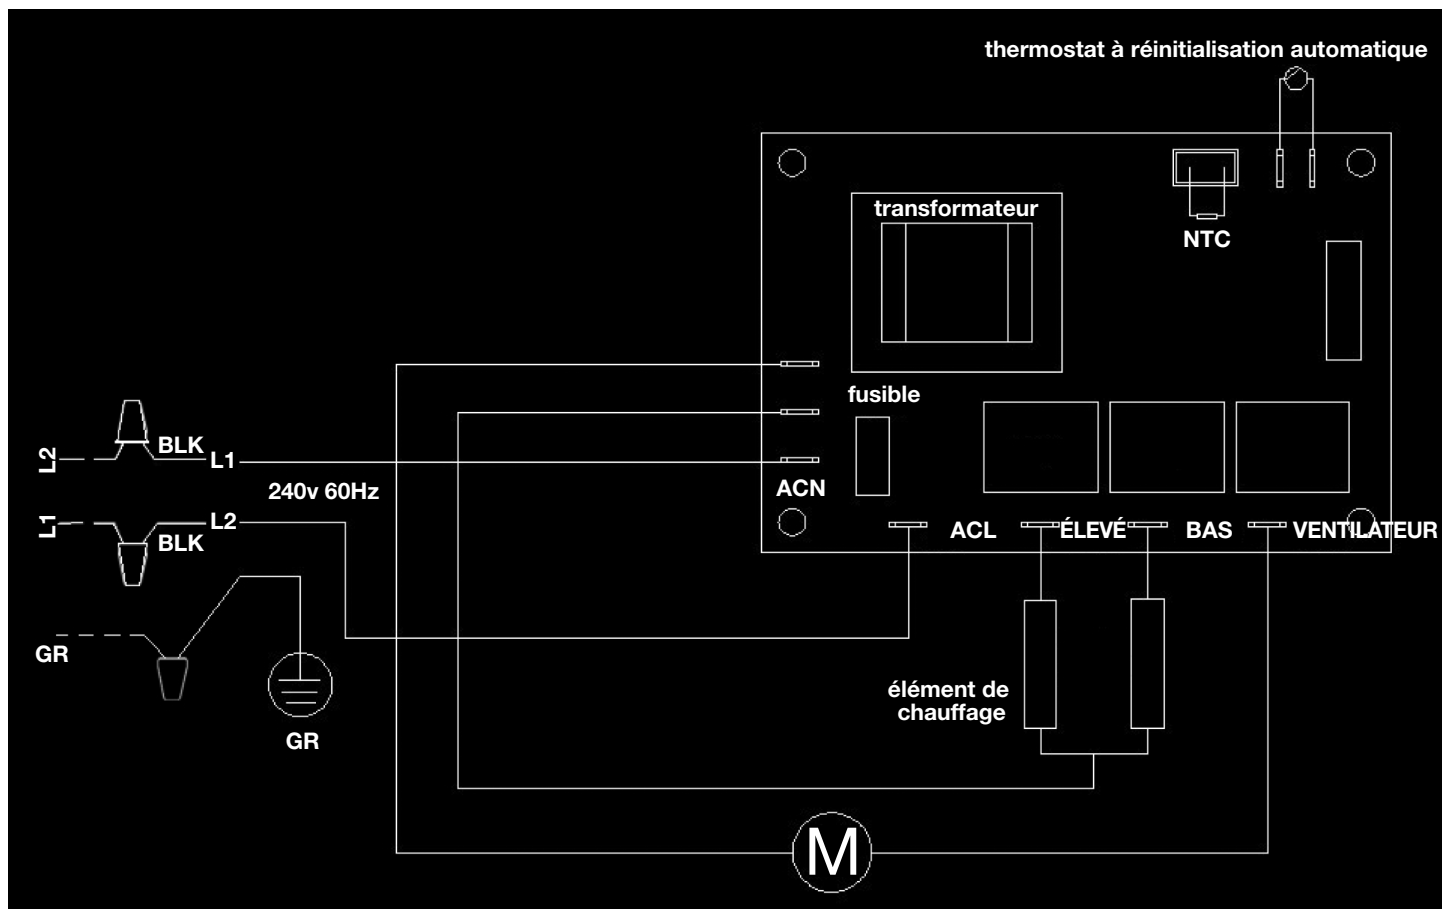 thermostat à réinitialisation automatique
transformateur
NTC
fusible
L2
BLK
L1
240v 60Hz
ACN
L1
BLK
L2
ACL
ÉLEVÉ
BAS
VENTILATEUR
GR
GR
élément de
chauffage
M